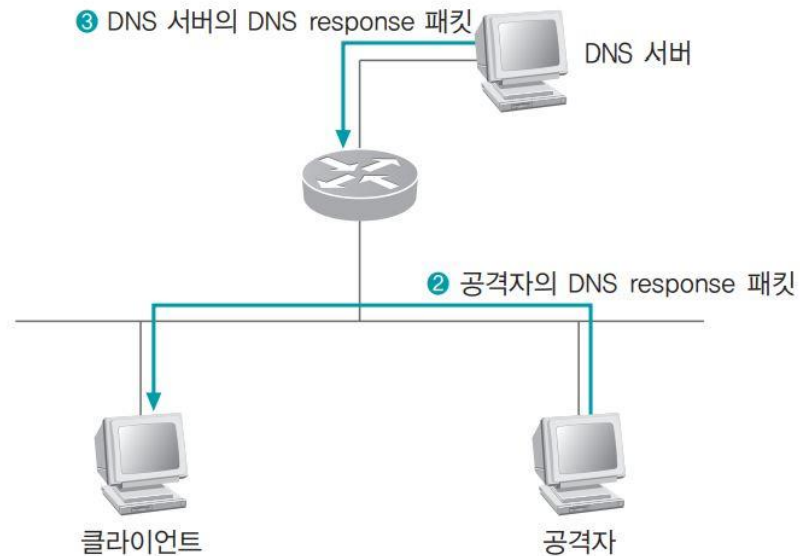 ❸ DNS 서버의 DNS response 패킷
DNS 서버
❷ 공격자의 DNS response 패킷
클라이언트
공격자